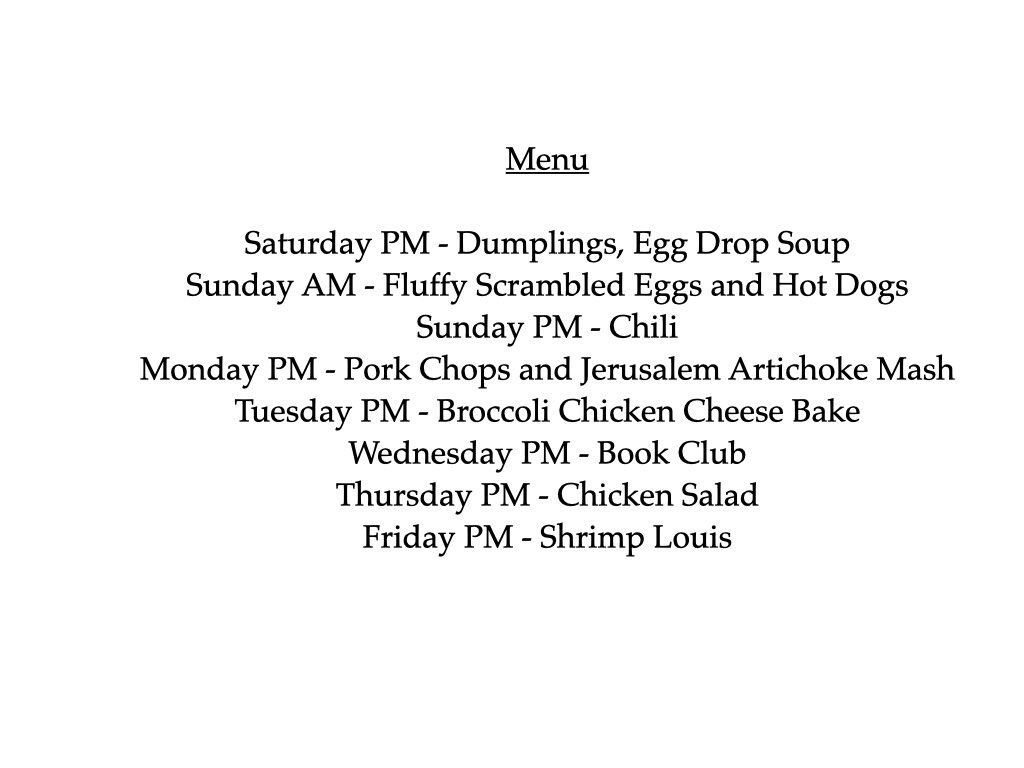 Menu
Saturday PM - Dumplings, Egg Drop Soup
Sunday AM - Fluffy Scrambled Eggs and Hot Dogs
Sunday PM - Chili
Monday PM - Pork Chops and Jerusalem Artichoke Mash
Tuesday PM - Broccoli Chicken Cheese Bake
Wednesday PM - Book Club
Thursday PM - Chicken Salad
Friday PM - Shrimp Louis